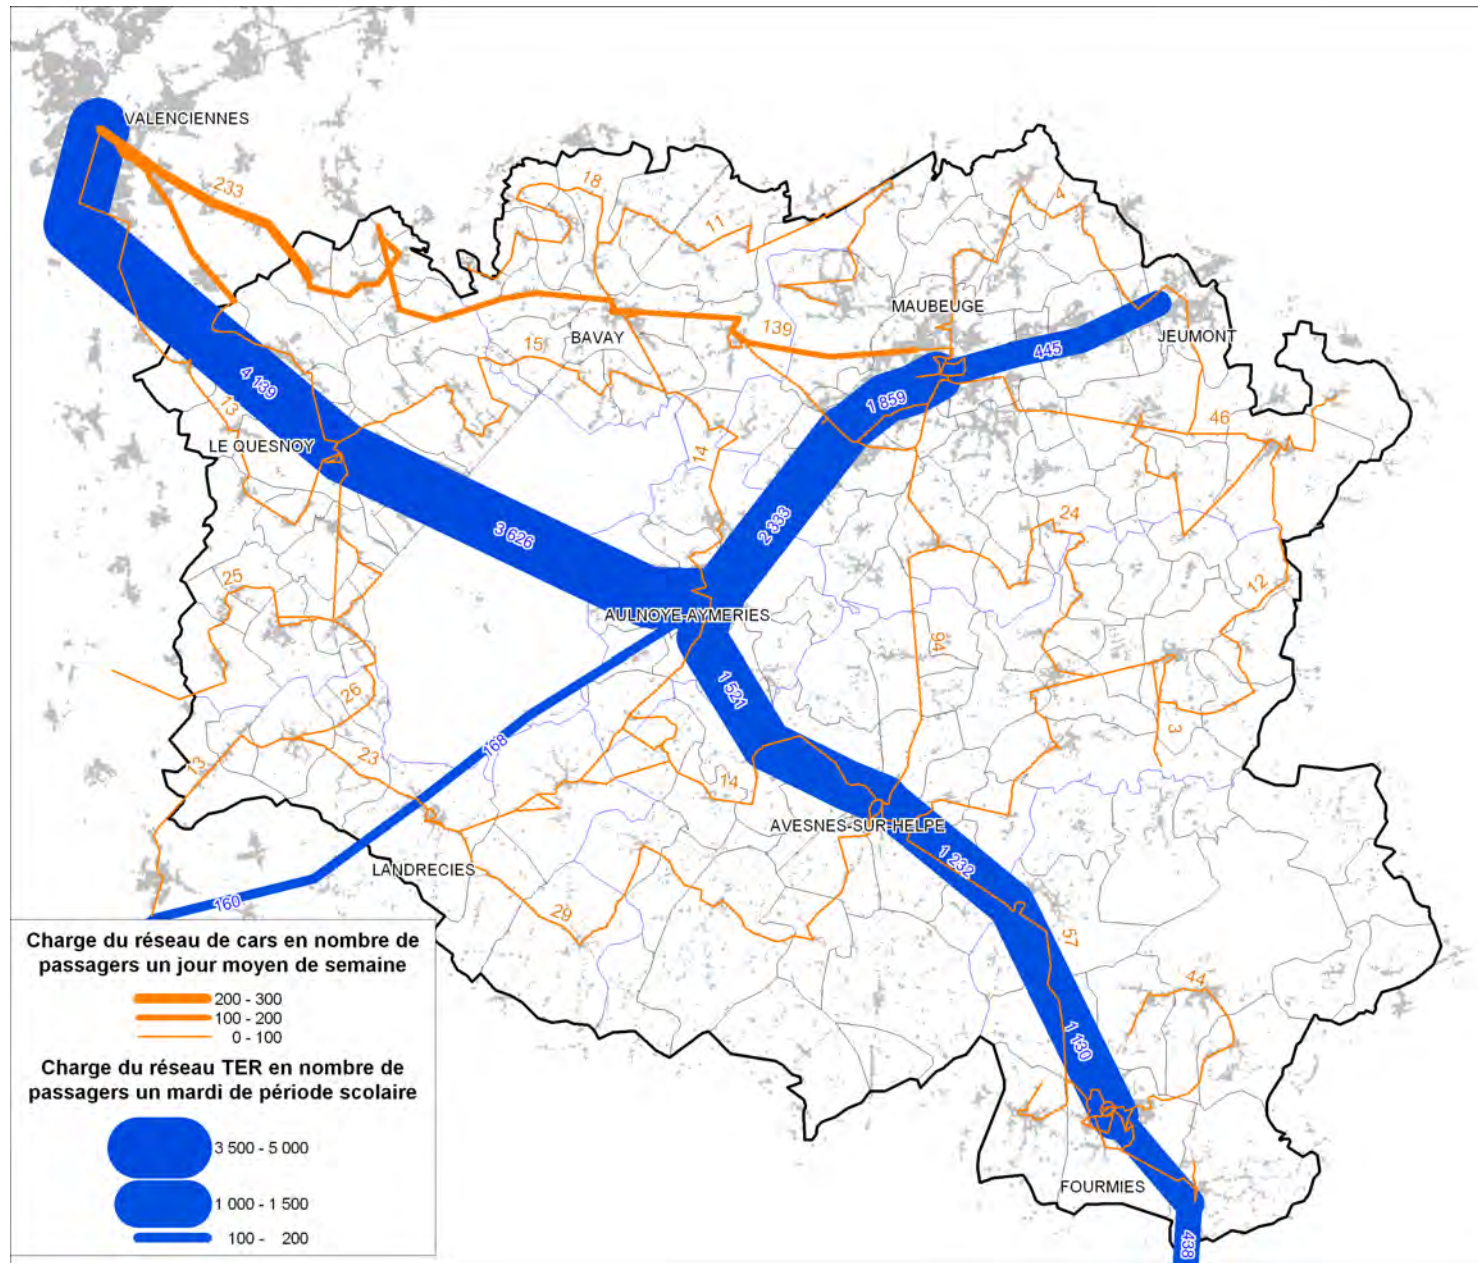 VALENCIENNES
233
18
11
4
MAUBEUGE
139
BAVAY
JEUMONT
15
445
4 139
13
1 859
46
LE QUESNOY
14
2 333
24
3 626
25
12
AULNOYE-AYMERIES
94
1 521
26
3
168
23
13
14
AVESNES-SUR-HELPE
1 232
LANDRECIES
160
29
57
44
1 130
FOURMIES
438
Charge du réseau de cars en nombre de
passagers un jour moyen de semaine
200 - 300
100 - 200
0 - 100
Charge du réseau TER en nombre de
passagers un mardi de période scolaire
3 500 - 5 000
1 000 - 1 500
100 - 200